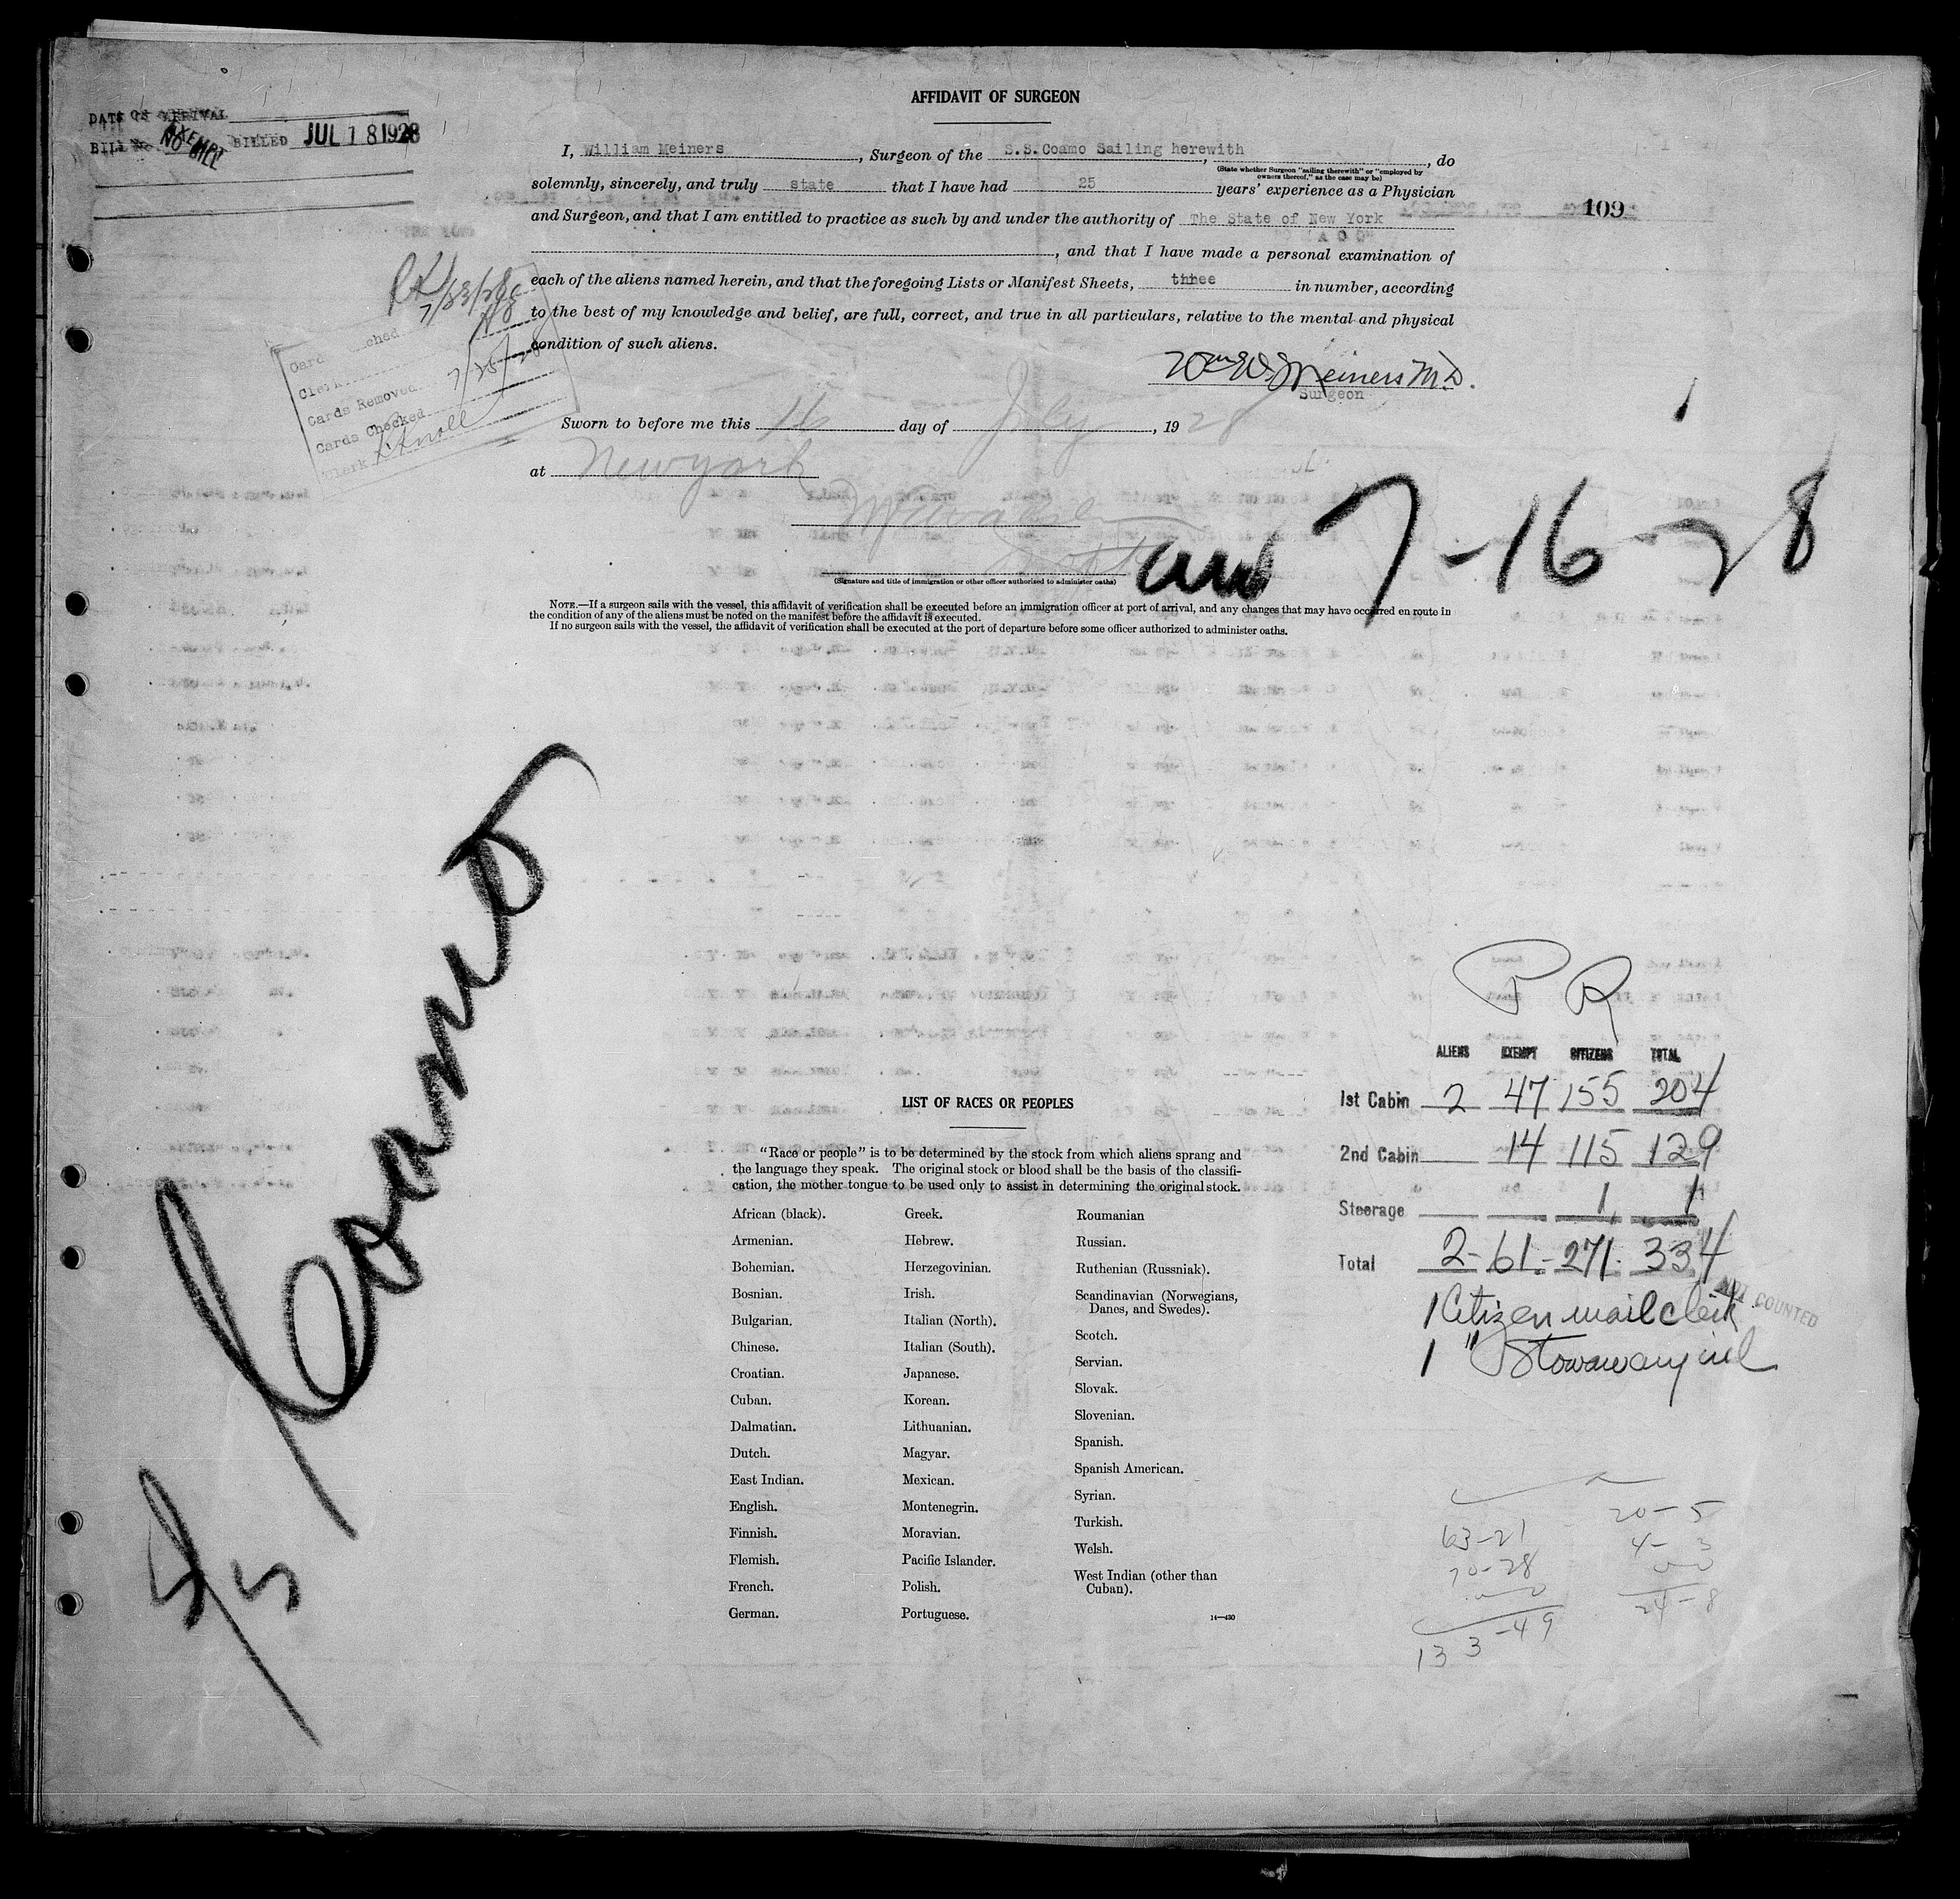 AFFIDAVIT OF SURGEON
DATE OF ARRIVAL
BILL No. EXEMPT NO BILL BILLED JUL 18 1928
I, William Meiners, Surgeon of the S.S.Coamo Sailing herewith, , do
(State whether Surgeon "sailing therewith" or "employed by owners thereof," as the case may be)
solemnly, sincerely, and truly state that I have had 25 years' experience as a Physician
and Surgeon, and that I am entitled to practice as such by and under the authority of The State of New York
109
, and that I have made a personal examination of
each of the aliens named herein, and that the foregoing Lists or Manifest Sheets, three in number, according
to the best of my knowledge and belief, are full, correct, and true in all particulars, relative to the mental and physical
condition of such aliens.
Wm W. Meiners M.D.
Surgeon
Sworn to before me this 16 day of July, 1928
at New York
(Signature and title of immigration or other officer authorized to administer oaths)
Clerk
Cards Removed 7/25/28
Cards Checked
Clerk Knoll
arr 7-16-28
NOTE.—If a surgeon sails with the vessel, this affidavit of verification shall be executed before an immigration officer at port of arrival, and any changes that may have occurred en route in
the condition of any of the aliens must be noted on the manifest before the affidavit is executed.
If no surgeon sails with the vessel, the affidavit of verification shall be executed at the port of departure before some officer authorized to administer oaths.
S/S Coamo
P R
ALIENS EXEMPT CITIZENS TOTAL
1st Cabin 2 47 155 204
2nd Cabin 14 115 129
Steerage 1 1
Total 2-61-271-334
NOT COUNTED
1 Citizen mail clerk
1 " Stowaway incl
63-21
70-28
133-49
20-5
4-3
24-8
LIST OF RACES OR PEOPLES
"Race or people" is to be determined by the stock from which aliens sprang and
the language they speak. The original stock or blood shall be the basis of the classifi-
cation, the mother tongue to be used only to assist in determining the original stock.
African (black).
Armenian.
Bohemian.
Bosnian.
Bulgarian.
Chinese.
Croatian.
Cuban.
Dalmatian.
Dutch.
East Indian.
English.
Finnish.
Flemish.
French.
German.
Greek.
Hebrew.
Herzegovinian.
Irish.
Italian (North).
Italian (South).
Japanese.
Korean.
Lithuanian.
Magyar.
Mexican.
Montenegrin.
Moravian.
Pacific Islander.
Polish.
Portuguese.
Roumanian
Russian.
Ruthenian (Russniak).
Scandinavian (Norwegians,
Danes, and Swedes).
Scotch.
Servian.
Slovak.
Slovenian.
Spanish.
Spanish American.
Syrian.
Turkish.
Welsh.
West Indian (other than
Cuban).
14—430